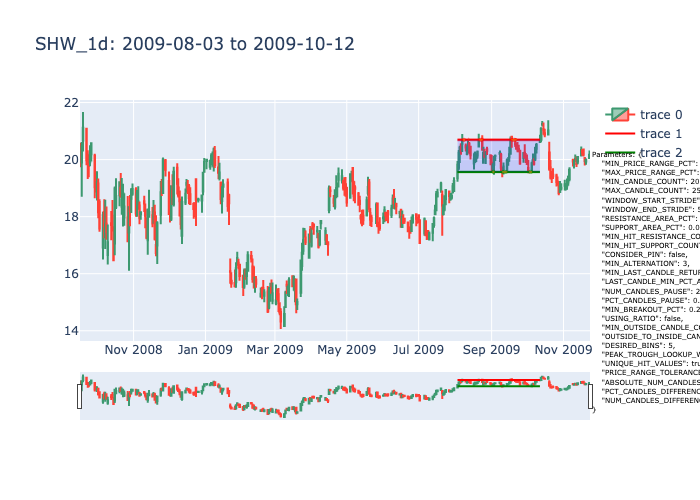 SHW_1d: 2009-08-03 to 2009-10-12
22
20
18
16
14
Nov 2008
Jan 2009
Mar 2009
May 2009
Jul 2009
Sep 2009
Nov 2009
trace 0
trace 1
trace 2
Parameters: {
"MIN_PRICE_RANGE_PCT":
"MAX_PRICE_RANGE_PCT":
"MIN_CANDLE_COUNT": 20
"MAX_CANDLE_COUNT": 25
"WINDOW_START_STRIDE"
"WINDOW_END_STRIDE": 5
"RESISTANCE_AREA_PCT":
"SUPPORT_AREA_PCT": 0.0
"MIN_HIT_RESISTANCE_CO
"MIN_HIT_SUPPORT_COUNT
"CONSIDER_PIN": false,
"MIN_ALTERNATION": 3,
"MIN_LAST_CANDLE_RETUR
"LAST_CANDLE_MIN_PCT_A
"NUM_CANDLES_PAUSE": 2
"PCT_CANDLES_PAUSE": 0.
"MIN_BREAKOUT_PCT": 0.2
"USING_RATIO": false,
"MIN_OUTSIDE_CANDLE_CO
"OUTSIDE_TO_INSIDE_CAN
"DESIRED_BINS": 5,
"PEAK_TROUGH_LOOKUP_W
"UNIQUE_HIT_VALUES": tru
"PRICE_RANGE_TOLERANC
"ABSOLUTE_NUM_CANDLES
"PCT_CANDLES_DIFFERENC
"NUM_CANDLES_DIFFEREN
}